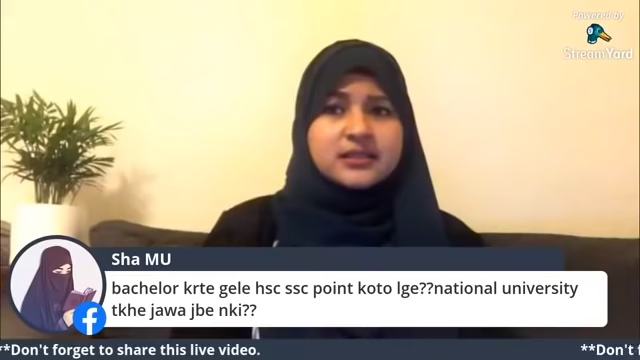 Powered by
StreamYard
Sha MU
bachelor krte gele hsc ssc point koto lge??national university
tkhe jawa jbe nki??
**Don't forget to share this live video.
**Don't